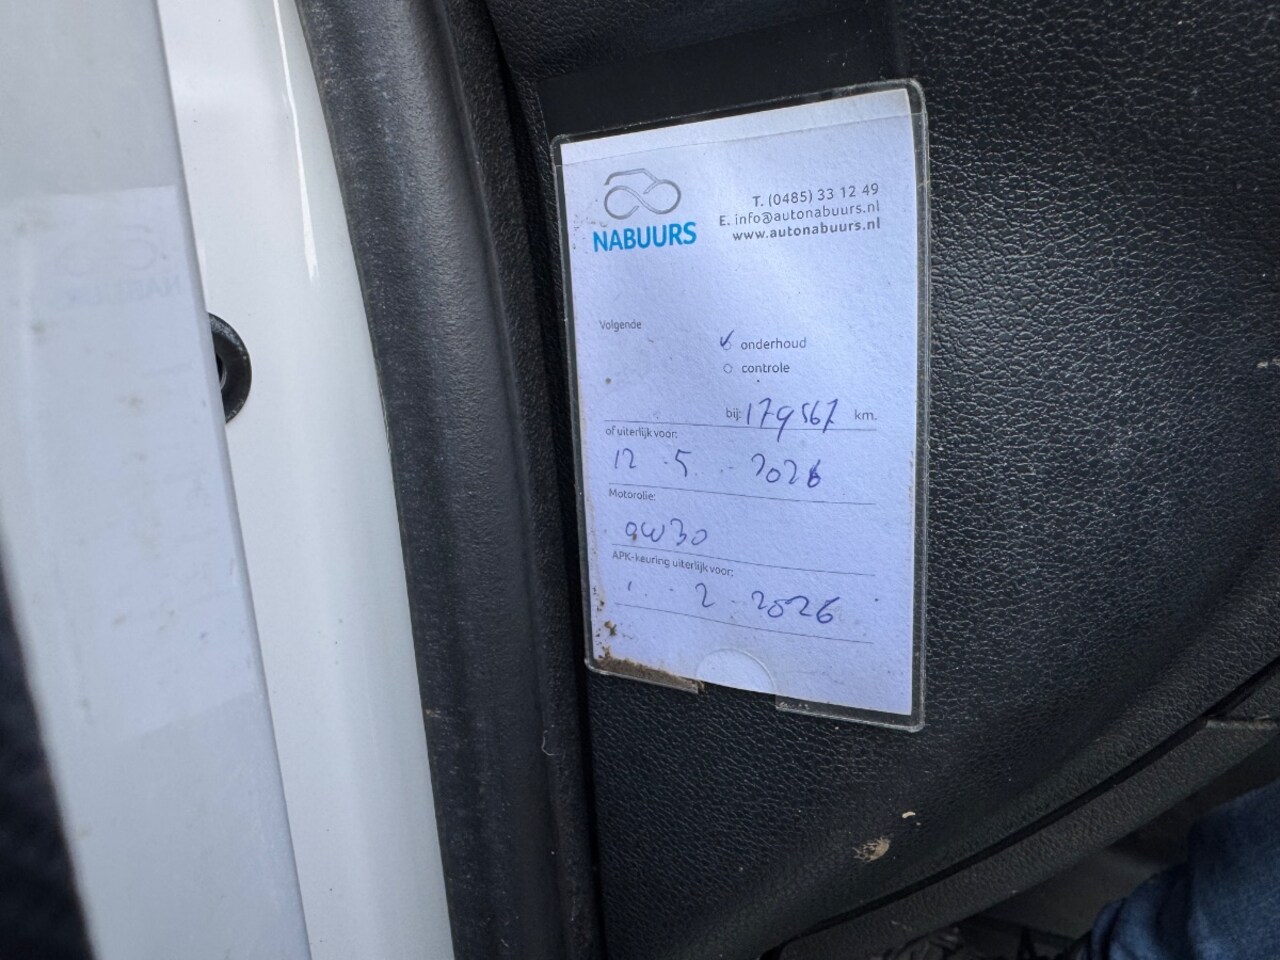 NABUURS
T. (0485) 33 12 49
E. info@autonabuurs.nl
www.autonabuurs.nl
Volgende
onderhoud
controle
bij: 179567 km.
of uiterlijk voor:
12 - 5 - 2026
Motorolie:
0W30
APK-keuring uiterlijk voor:
1 - 2 - 2026